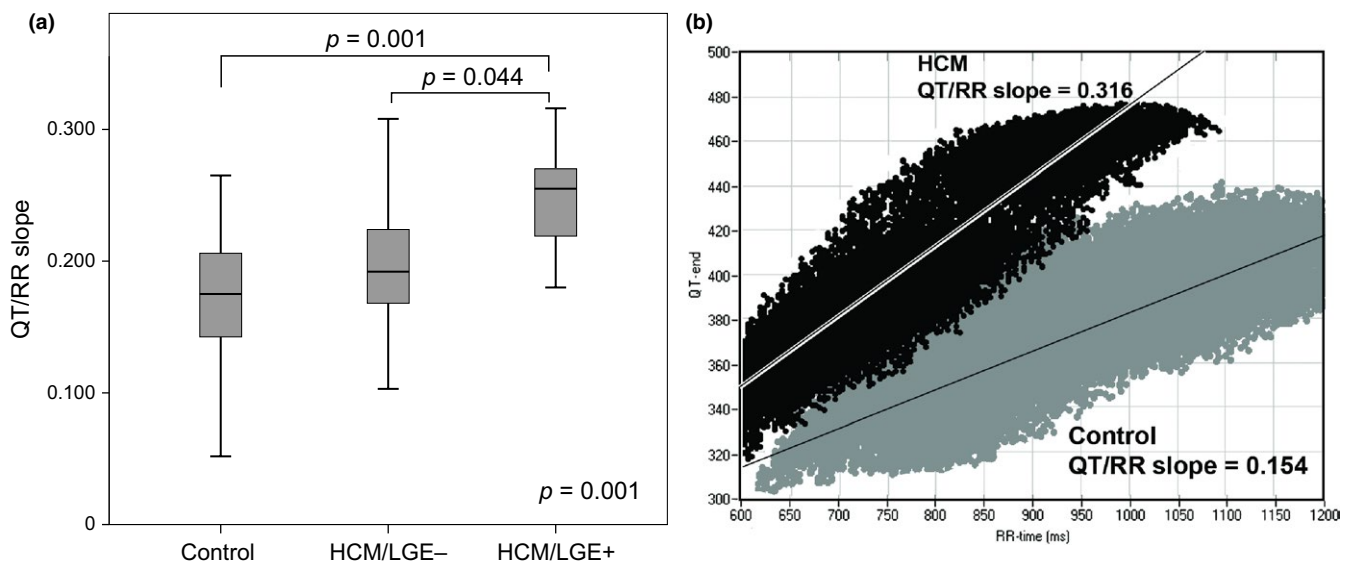 (a)
p = 0.001
p = 0.044
0.300
0.200
0.100
0
QT/RR slope
p = 0.001
Control
HCM/LGE–
HCM/LGE+
(b)
500
480
460
440
420
400
380
360
340
320
300
QT-end
HCM
QT/RR slope = 0.316
Control
QT/RR slope = 0.154
600 650 700 750 800 850 900 950 1000 1050 1100 1150 1200
RR-time (ms)